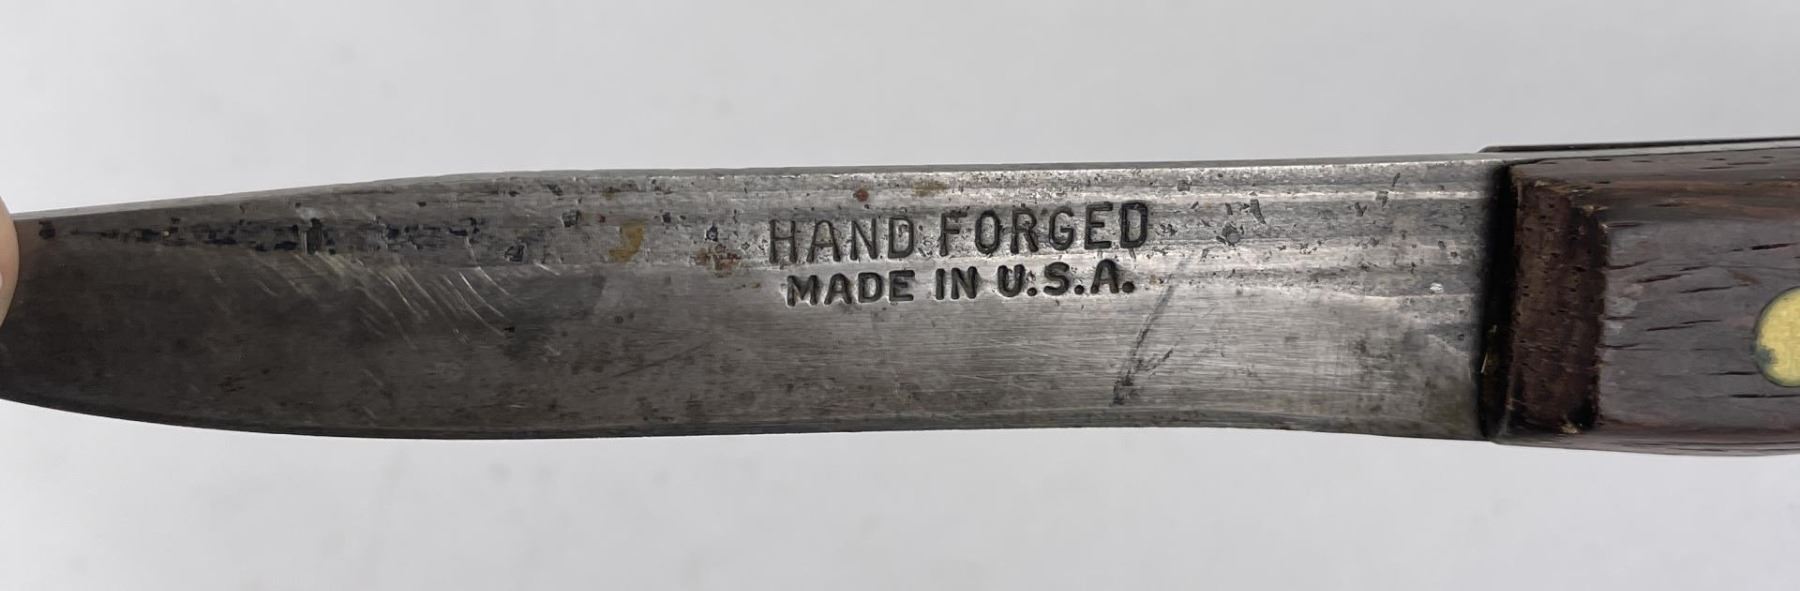 HAND FORGED
MADE IN U.S.A.